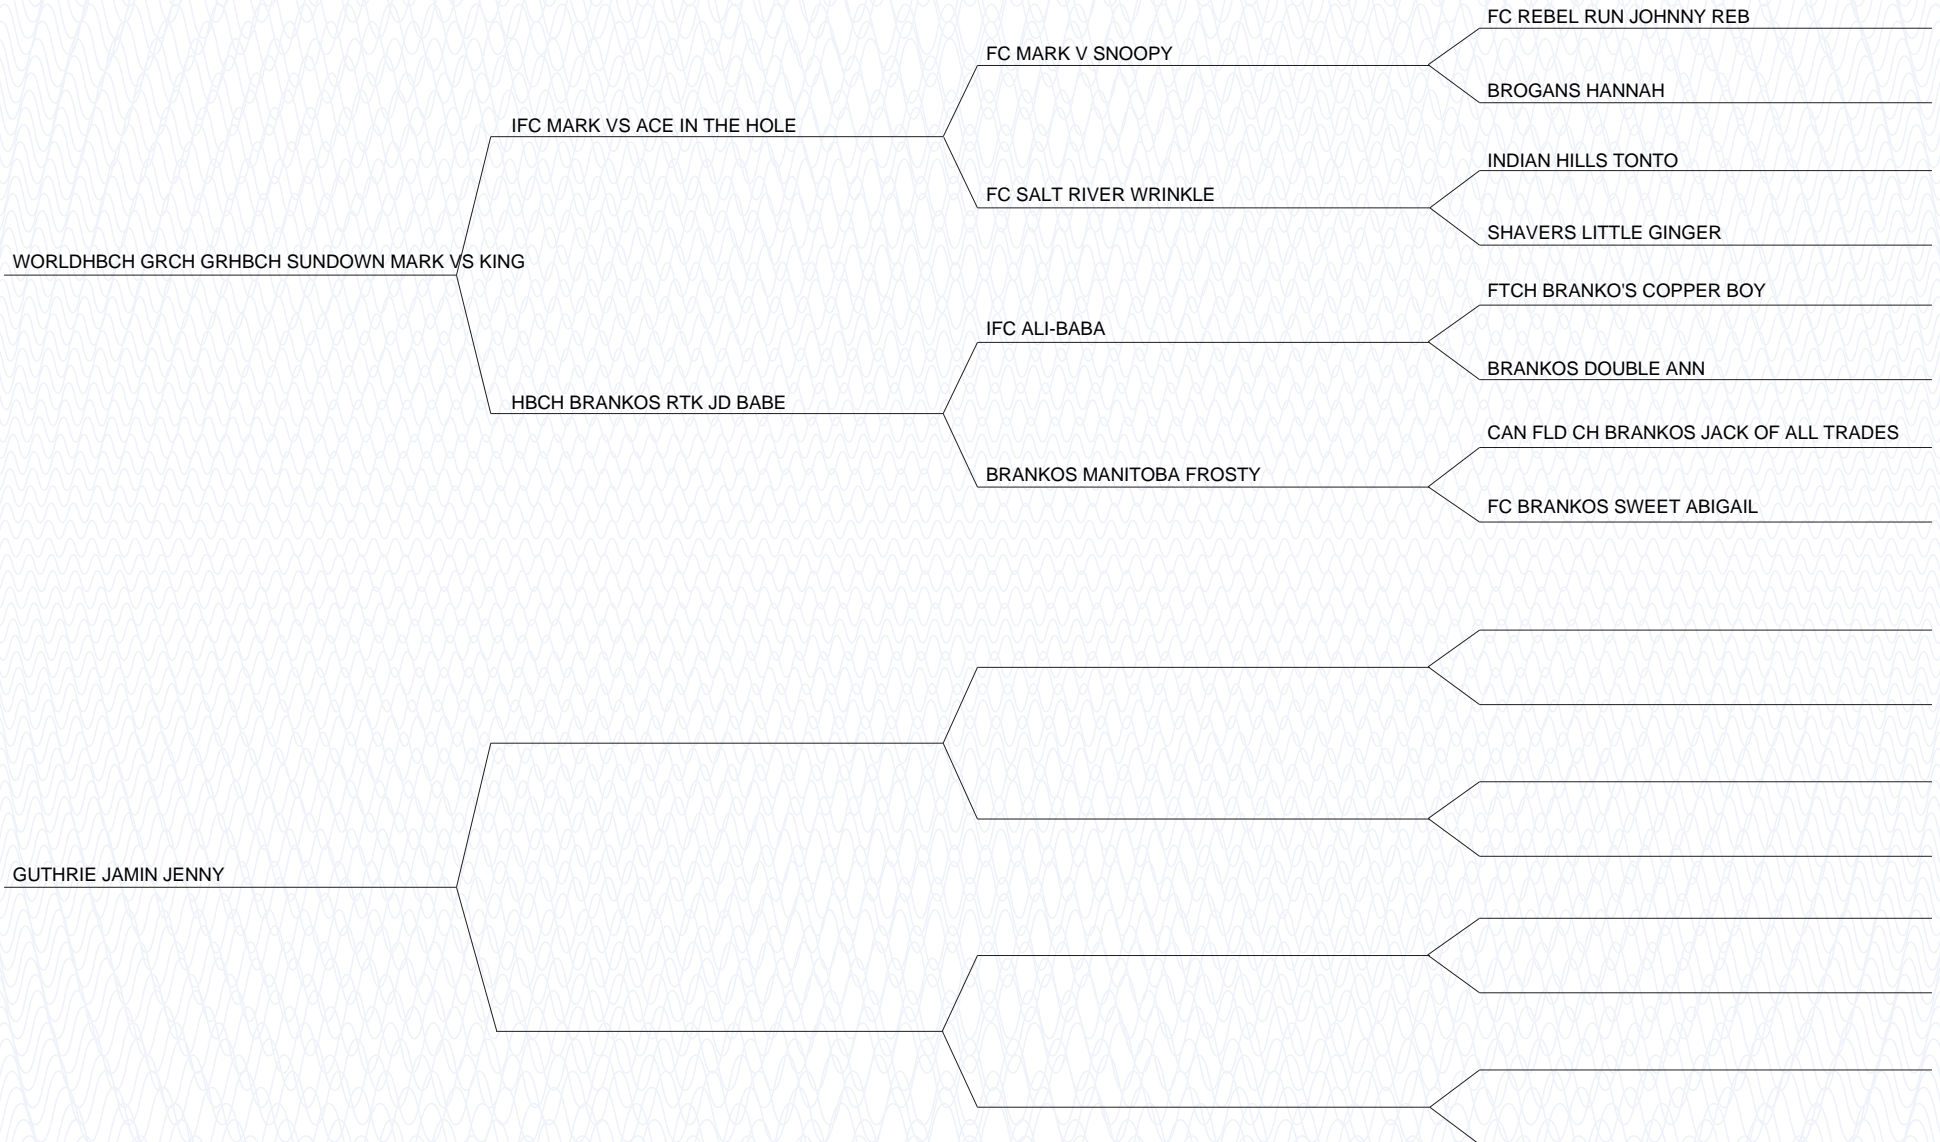 FC REBEL RUN JOHNNY REB
FC MARK V SNOOPY
BROGANS HANNAH
IFC MARK VS ACE IN THE HOLE
INDIAN HILLS TONTO
FC SALT RIVER WRINKLE
SHAVERS LITTLE GINGER
WORLDHBCH GRCH GRHBCH SUNDOWN MARK VS KING
FTCH BRANKO'S COPPER BOY
IFC ALI-BABA
BRANKOS DOUBLE ANN
HBCH BRANKOS RTK JD BABE
CAN FLD CH BRANKOS JACK OF ALL TRADES
BRANKOS MANITOBA FROSTY
FC BRANKOS SWEET ABIGAIL
GUTHRIE JAMIN JENNY